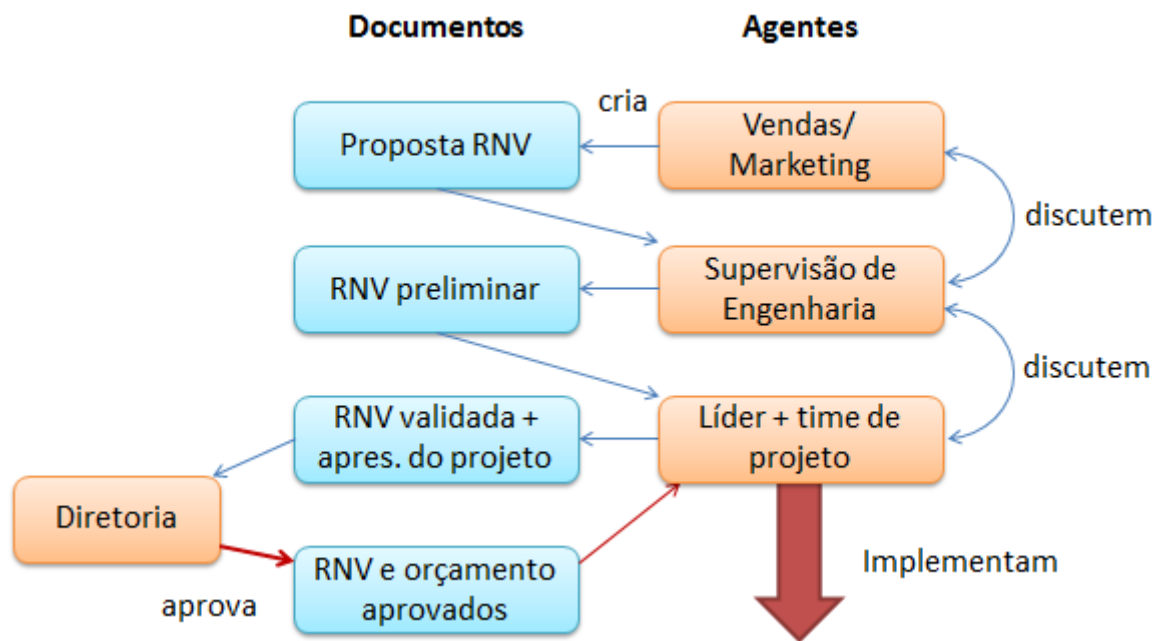 Documentos
Agentes
cria
Proposta RNV
Vendas/
Marketing
discutem
RNV preliminar
Supervisão de
Engenharia
discutem
RNV validada +
apres. do projeto
Líder + time de
projeto
Diretoria
aprova
RNV e orçamento
aprovados
Implementam